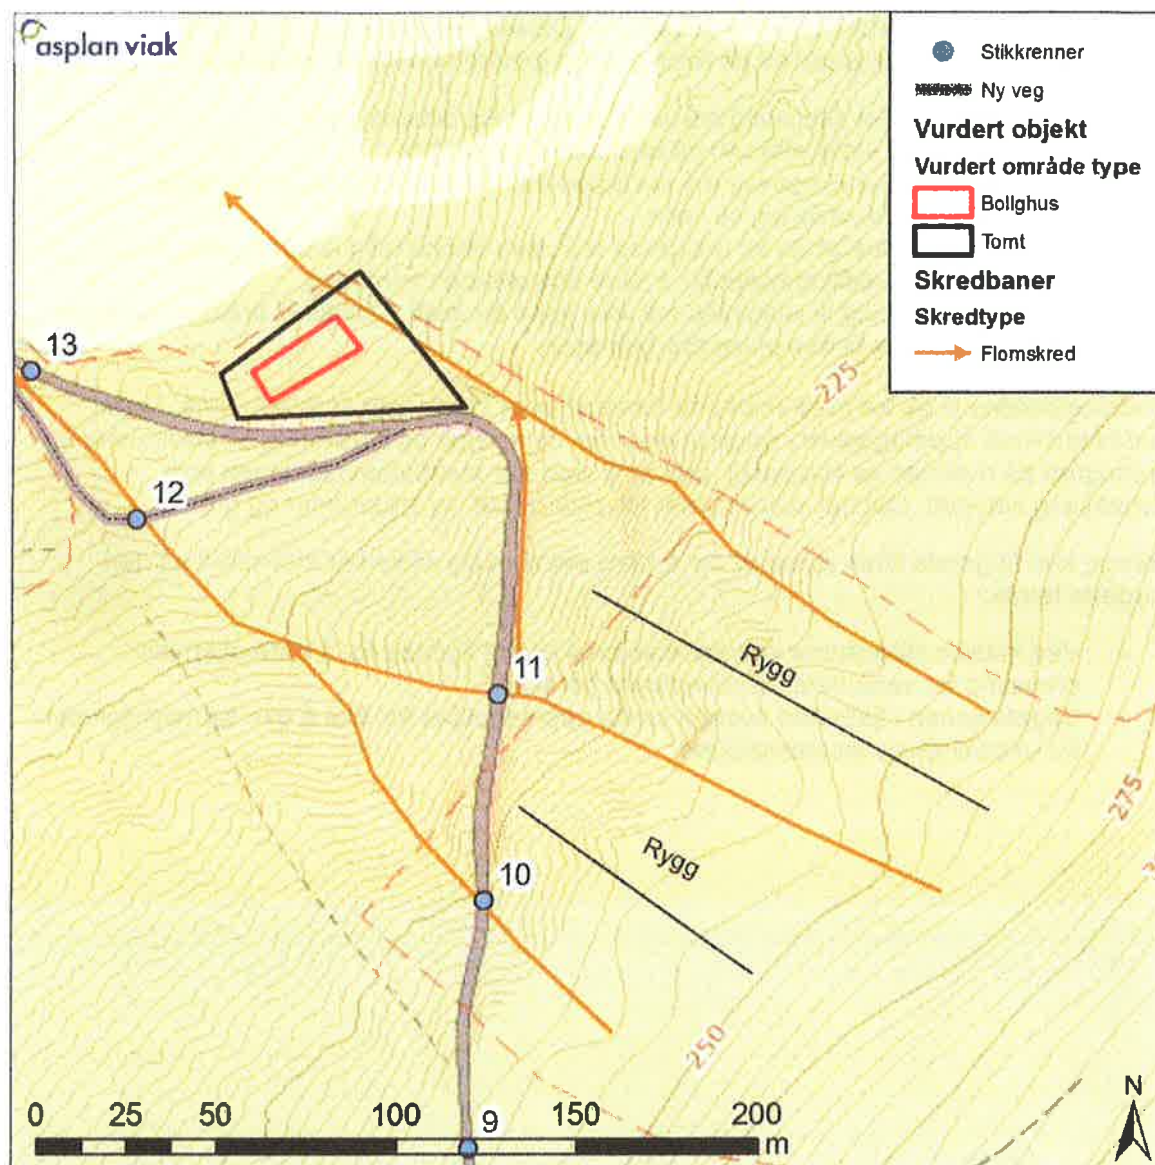 asplan viak
Stikkrenner
Ny veg
Vurdert objekt
Vurdert område type
Bolighus
Tomt
Skredbaner
Skredtype
Flomskred
13
225
12
11
Rygg
275
Rygg
10
250
N
0 25 50 100 150 200
m
9